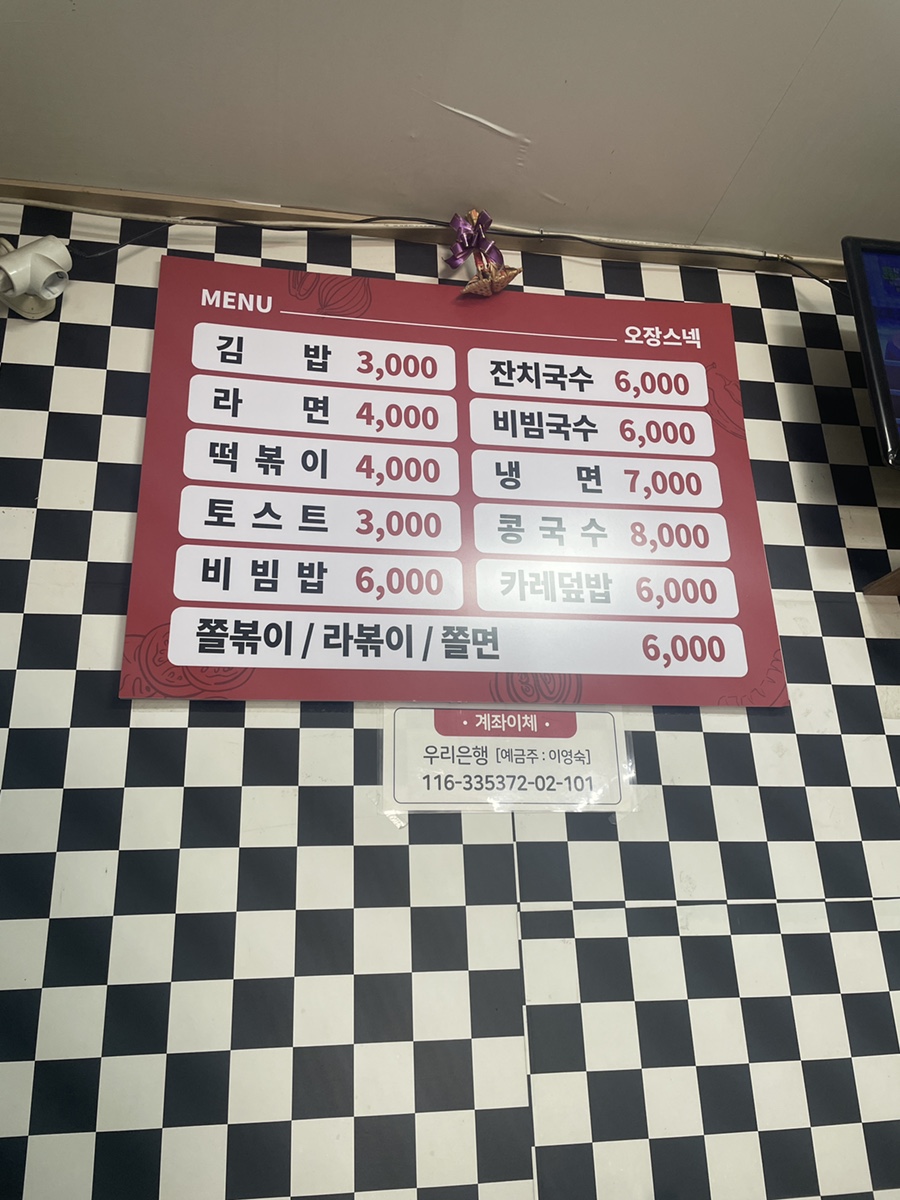 MENU
오장스넥
김 밥 3,000
라 면 4,000
떡 볶 이 4,000
토 스 트 3,000
비 빔 밥 6,000
잔치국수 6,000
비빔국수 6,000
냉 면 7,000
콩 국 수 8,000
카레덮밥 6,000
쫄볶이 / 라볶이 / 쫄면 6,000
• 계좌이체 •
우리은행 [예금주 : 이영숙]
116-335372-02-101